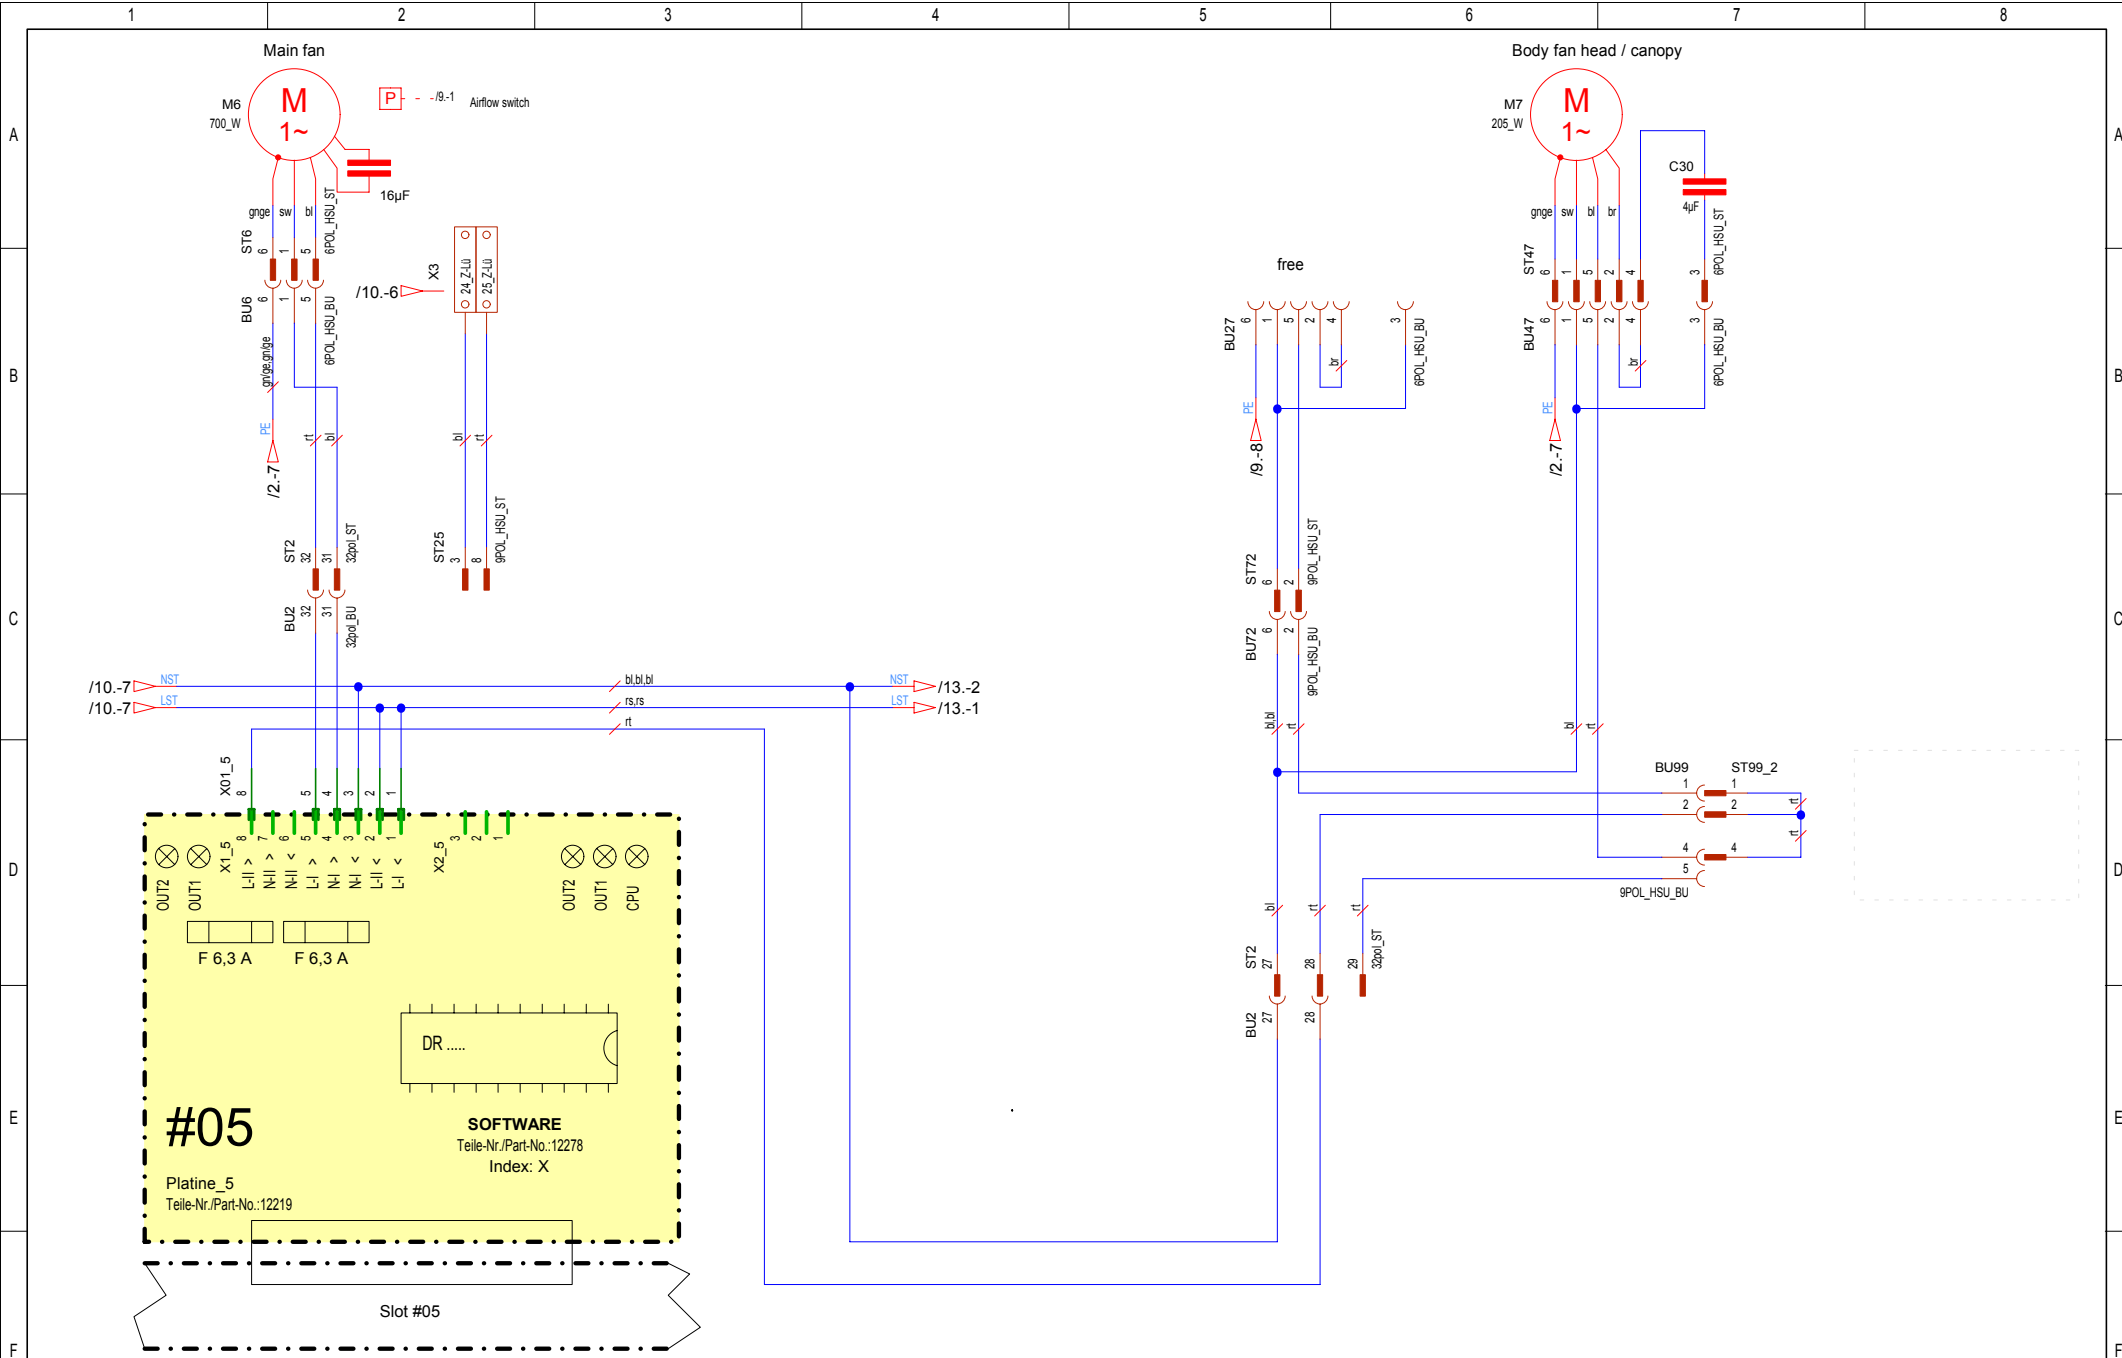 1 2 3 4 5 6 7 8
Main fan
Body fan head / canopy
M6
700_W
M
1~
P
/9.-1
Airflow switch
M7
205_W
M
1~
A
A
16µF
C30
4µF
gnge sw bl
6POL_HSU_ST
gnge sw bl br
6POL_HSU_ST
ST6
6 1 5
ST47
6 1 5 2 4 3
free
X3
24_Z-Lü
25_Z-Lü
/10.-6
BU6
6 1 5
6POL_HSU_BU
BU27
6 1 5 2 4 3
6POL_HSU_BU
BU47
6 1 5 2 4 3
6POL_HSU_BU
gn/ge,gn/ge
br
br
B
B
PE
/2.-7
rt bl
bl rt
PE
/9.-8
PE
/2.-7
ST2
32 31
32pol_ST
ST25
3 8
9POL_HSU_ST
ST72
6 2
9POL_HSU_ST
BU2
32 31
32pol_BU
C
C
BU72
6 2
9POL_HSU_BU
/10.-7
NST
bl,bl,bl
NST
/13.-2
/10.-7
LST
rs,rs
LST
/13.-1
rt
bl,bl rt
bl rt
X01_5
8 5 4 3 2 1
BU99
ST99_2
1 1
2 2
rt
rt
4 4
5
9POL_HSU_BU
X1_5
8 7 6 5 4 3 2 1
L-II >
N-II >
N-II <
L-I >
N-I >
N-I <
L-II <
L-I <
X2_5
3 2 1
D
D
OUT2
OUT1
OUT2
OUT1
CPU
F 6,3 A
F 6,3 A
bl rt rt
ST2
27 28 29
32pol_ST
BU2
27 28
DR .....
#05
SOFTWARE
Teile-Nr./Part-No.:12278
Index: X
E
E
Platine_5
Teile-Nr./Part-No.:12219
Slot #05
F
F